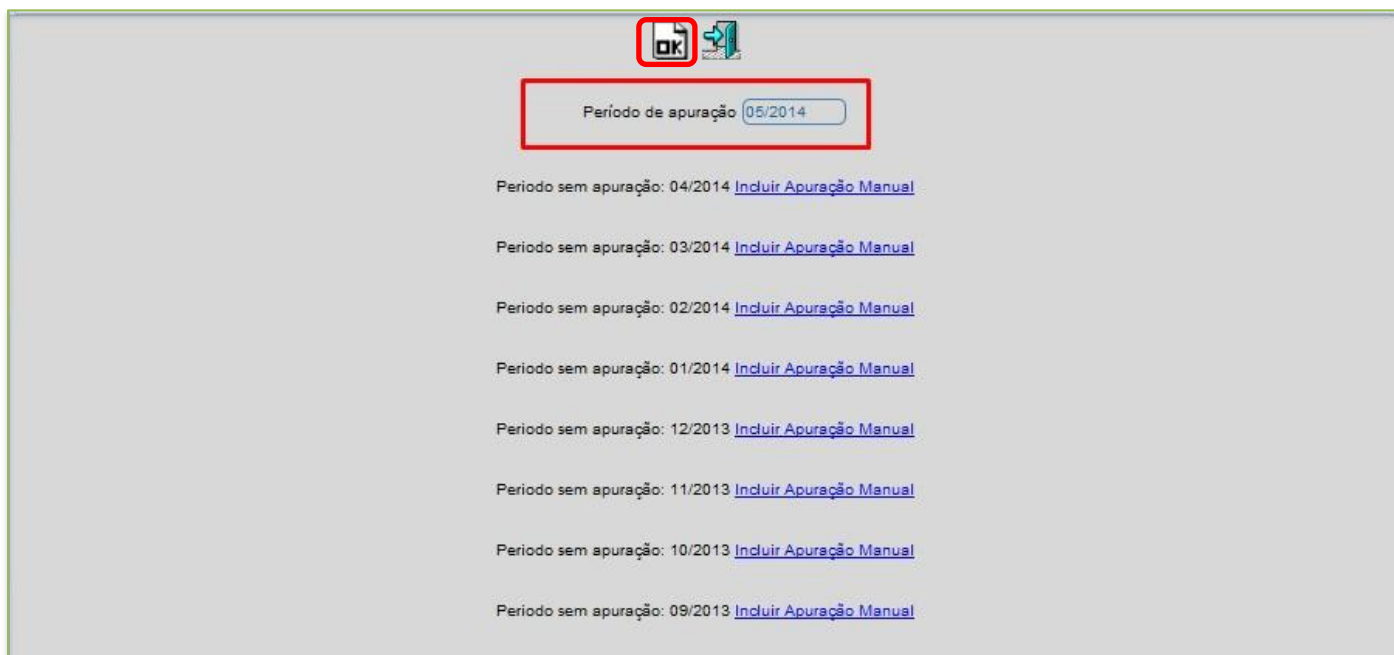 OK
Período de apuração 05/2014
Periodo sem apuração: 04/2014 Incluir Apuração Manual
Periodo sem apuração: 03/2014 Incluir Apuração Manual
Periodo sem apuração: 02/2014 Incluir Apuração Manual
Periodo sem apuração: 01/2014 Incluir Apuração Manual
Periodo sem apuração: 12/2013 Incluir Apuração Manual
Periodo sem apuração: 11/2013 Incluir Apuração Manual
Periodo sem apuração: 10/2013 Incluir Apuração Manual
Periodo sem apuração: 09/2013 Incluir Apuração Manual